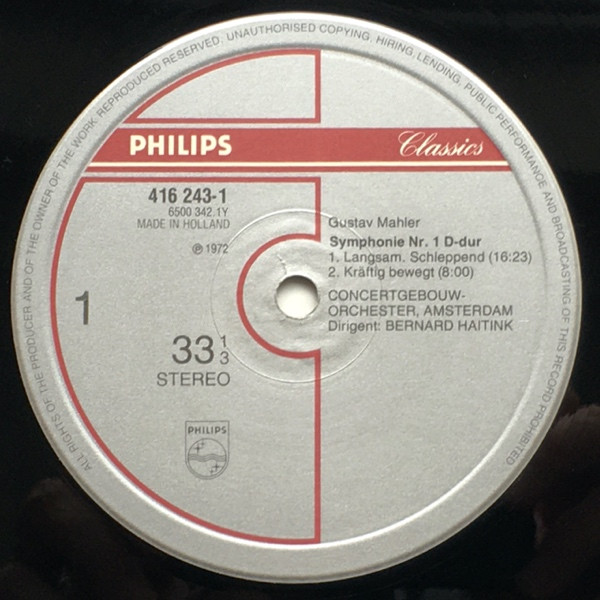 ALL RIGHTS OF THE PRODUCER AND OF THE OWNER OF THE WORK REPRODUCED RESERVED. UNAUTHORISED COPYING, HIRING, LENDING, PUBLIC PERFORMANCE AND BROADCASTING OF THIS RECORD PROHIBITED
PHILIPS
Classics
416 243-1
6500 342.1Y
MADE IN HOLLAND
℗ 1972
Gustav Mahler
Symphonie Nr. 1 D-dur
1. Langsam. Schleppend (16:23)
2. Kräftig bewegt (8:00)
CONCERTGEBOUW-
ORCHESTER, AMSTERDAM
Dirigent: BERNARD HAITINK
1
33 1/3
STEREO
PHILIPS